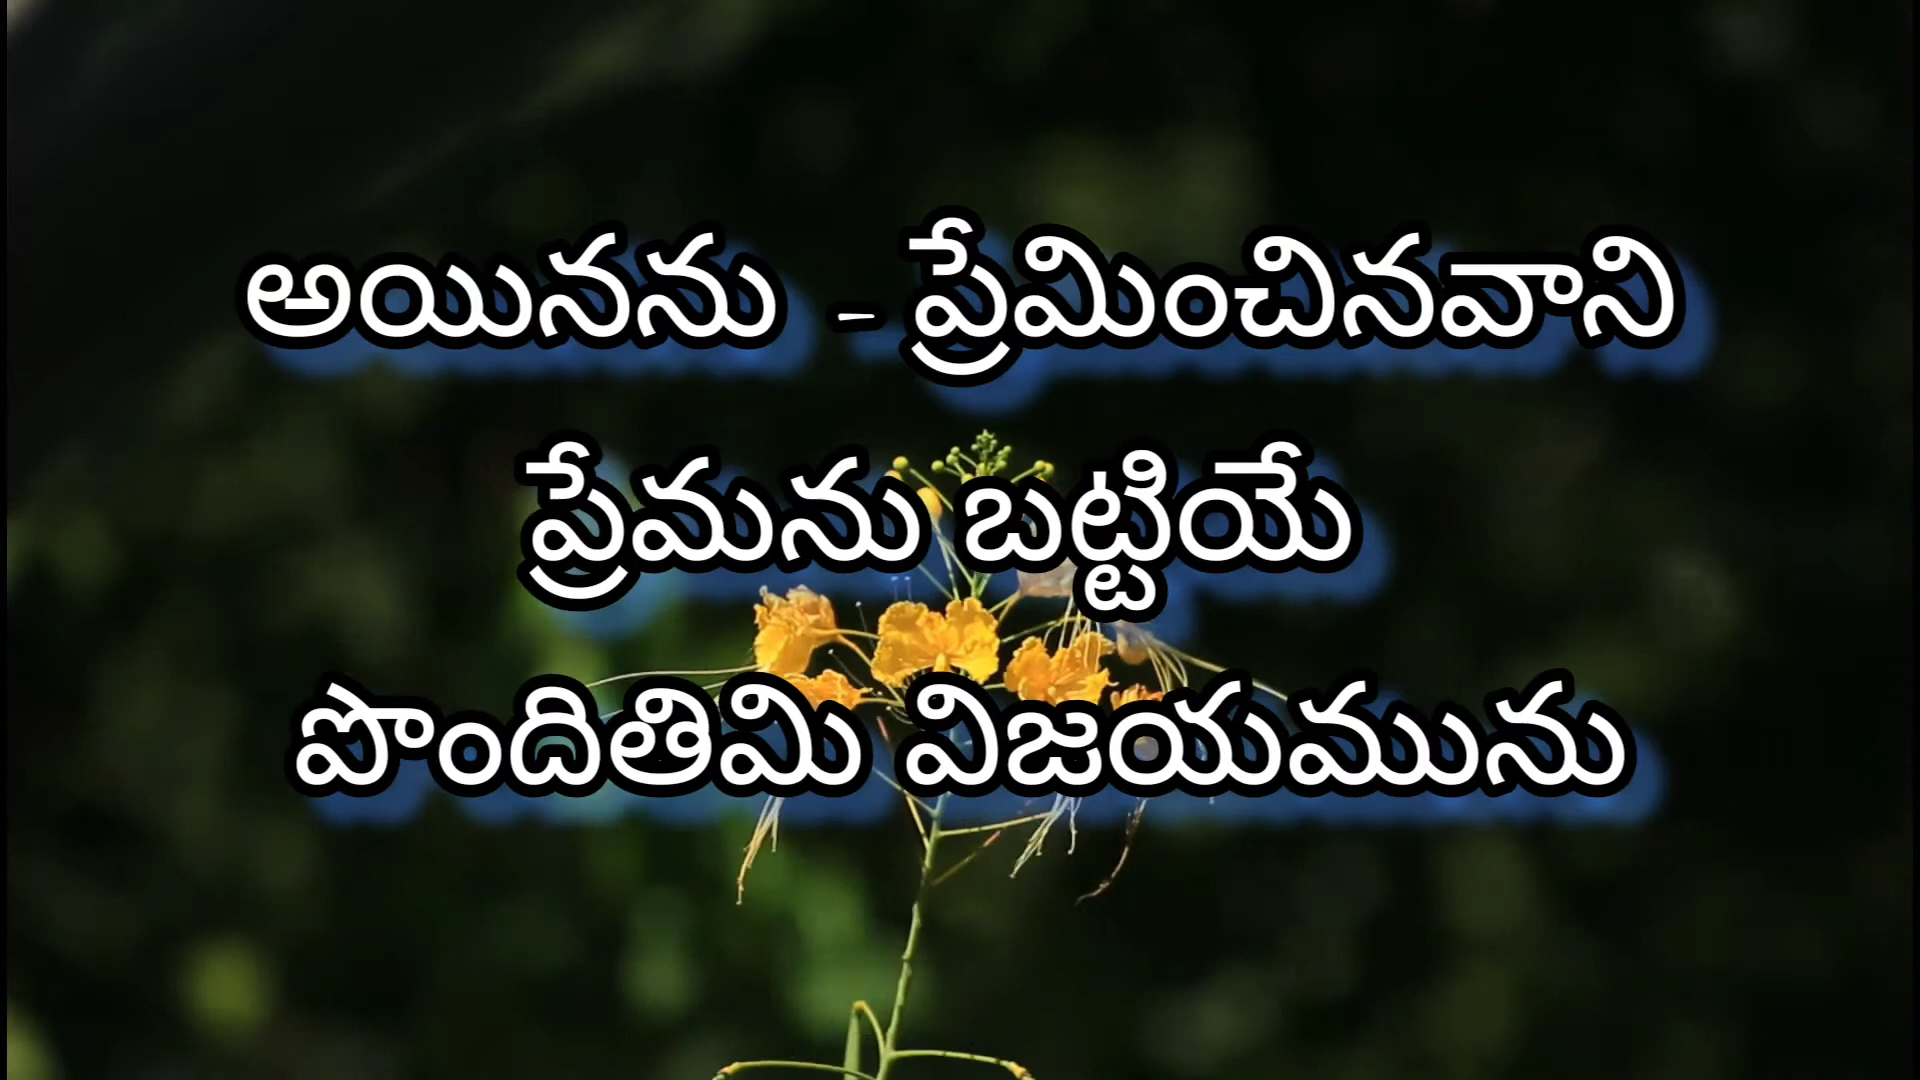 అయినను - ప్రేమించినవాని
ప్రేమను బట్టియే
పొందితిమి విజయమును